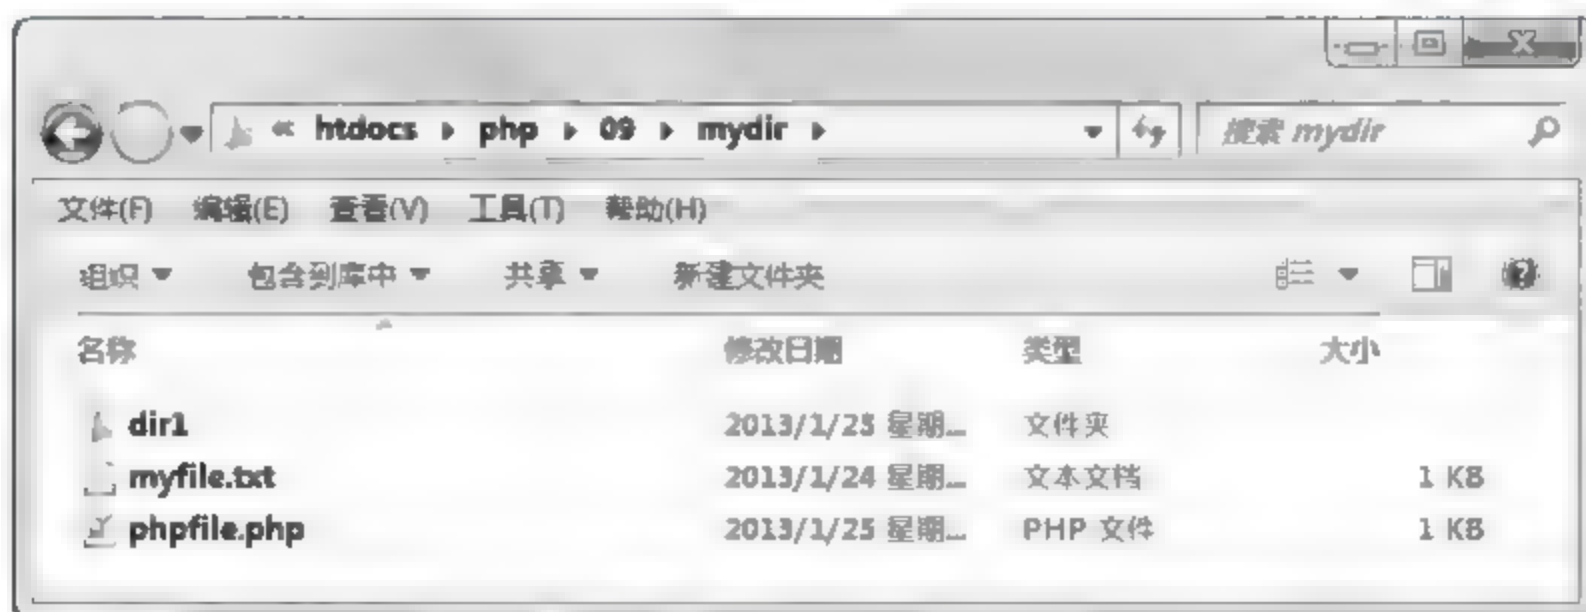 « htdocs ▸ php ▸ 09 ▸ mydir ▸ 搜索 mydir
文件(F) 编辑(E) 查看(V) 工具(T) 帮助(H)
组织 包含到库中 共享 新建文件夹
名称 修改日期 类型 大小
dir1 2013/1/25 星期... 文件夹
myfile.txt 2013/1/24 星期... 文本文档 1 KB
phpfile.php 2013/1/25 星期... PHP 文件 1 KB